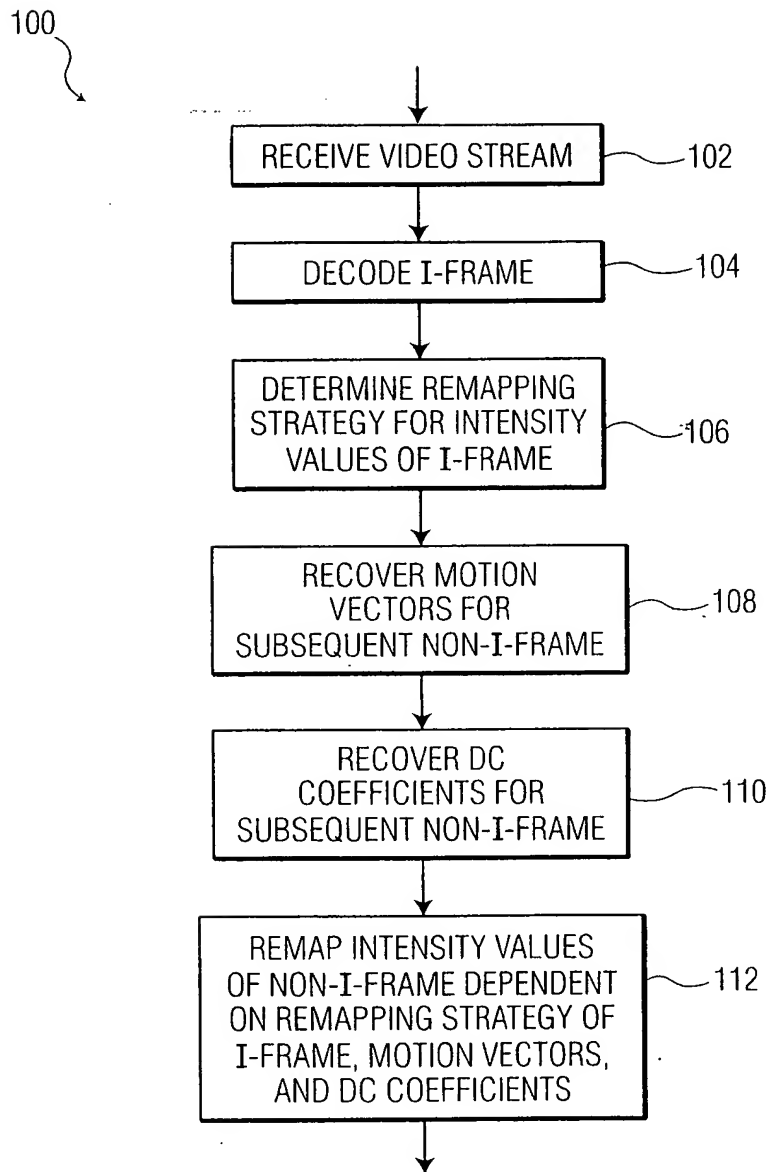 100
RECEIVE VIDEO STREAM
102
DECODE I-FRAME
104
DETERMINE REMAPPING
STRATEGY FOR INTENSITY
VALUES OF I-FRAME
106
RECOVER MOTION
VECTORS FOR
SUBSEQUENT NON-I-FRAME
108
RECOVER DC
COEFFICIENTS FOR
SUBSEQUENT NON-I-FRAME
110
REMAP INTENSITY VALUES
OF NON-I-FRAME DEPENDENT
ON REMAPPING STRATEGY OF
I-FRAME, MOTION VECTORS,
AND DC COEFFICIENTS
112